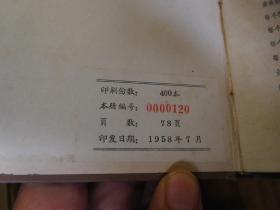 印刷份数: 400本
本册编号: 0000120
页数: 78页
印发日期: 1958年7月